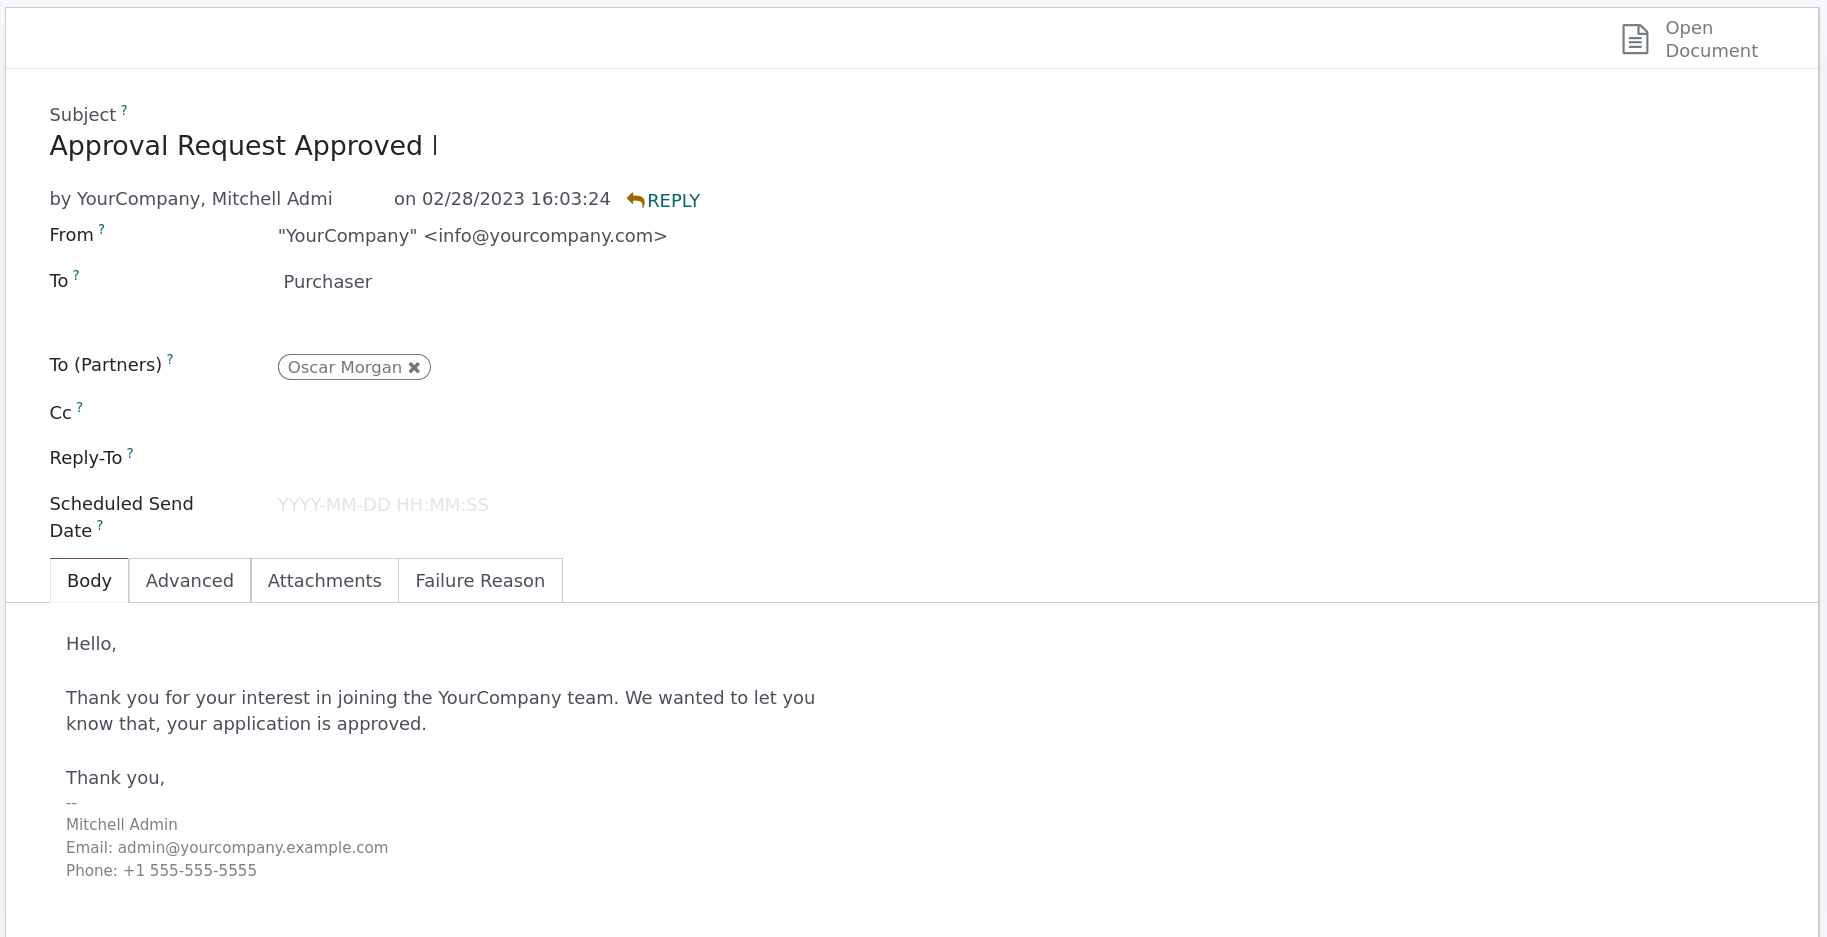 Open
Document
Subject ?
Approval Request Approved
by YourCompany, Mitchell Admi on 02/28/2023 16:03:24 REPLY
From ? "YourCompany" <info@yourcompany.com>
To ? Purchaser
To (Partners) ? Oscar Morgan ✖
Cc ?
Reply-To ?
Scheduled Send YYYY-MM-DD HH:MM:SS
Date ?
Body Advanced Attachments Failure Reason
Hello,
Thank you for your interest in joining the YourCompany team. We wanted to let you
know that, your application is approved.
Thank you,
--
Mitchell Admin
Email: admin@yourcompany.example.com
Phone: +1 555-555-5555